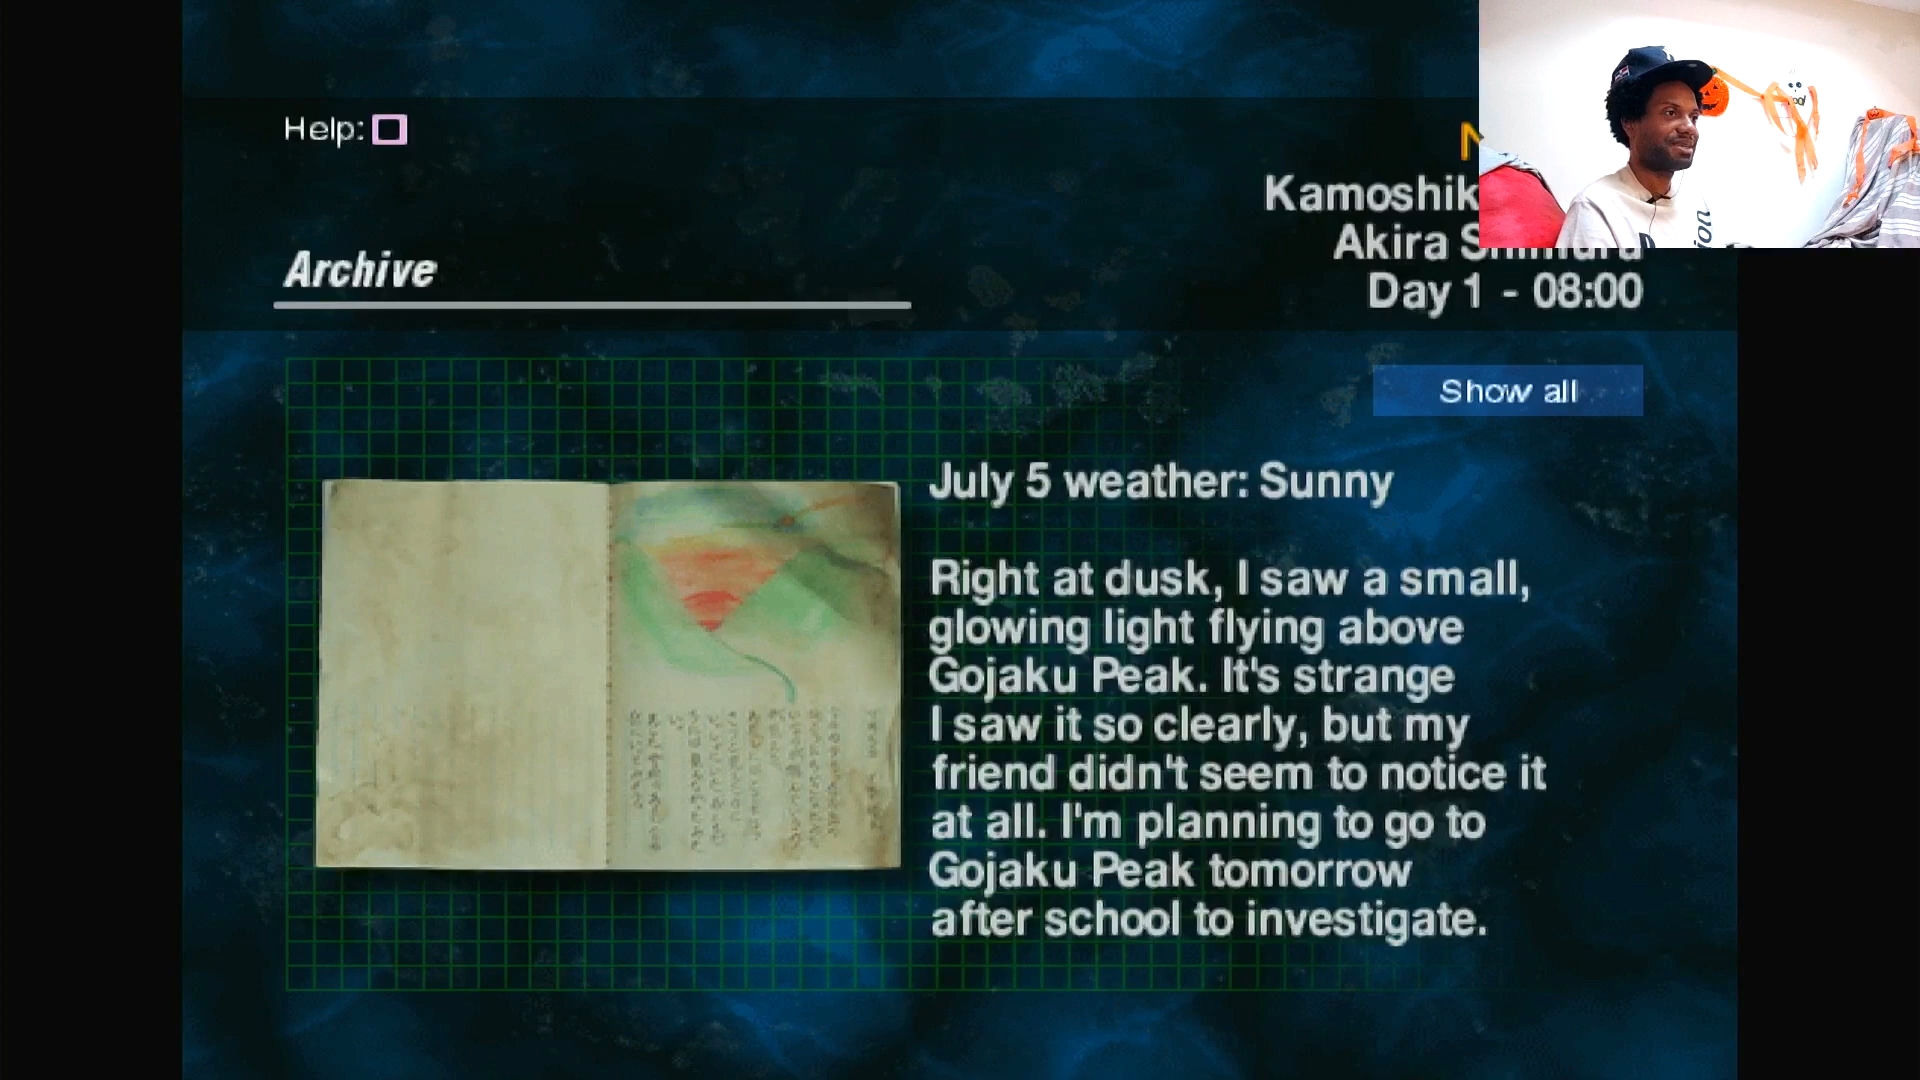 Help:
Kamoshik
Akira
Archive
Day 1 - 08:00
Show all
July 5 weather: Sunny
Right at dusk, I saw a small,
glowing light flying above
Gojaku Peak. It's strange
I saw it so clearly, but my
friend didn't seem to notice it
at all. I'm planning to go to
Gojaku Peak tomorrow
after school to investigate.